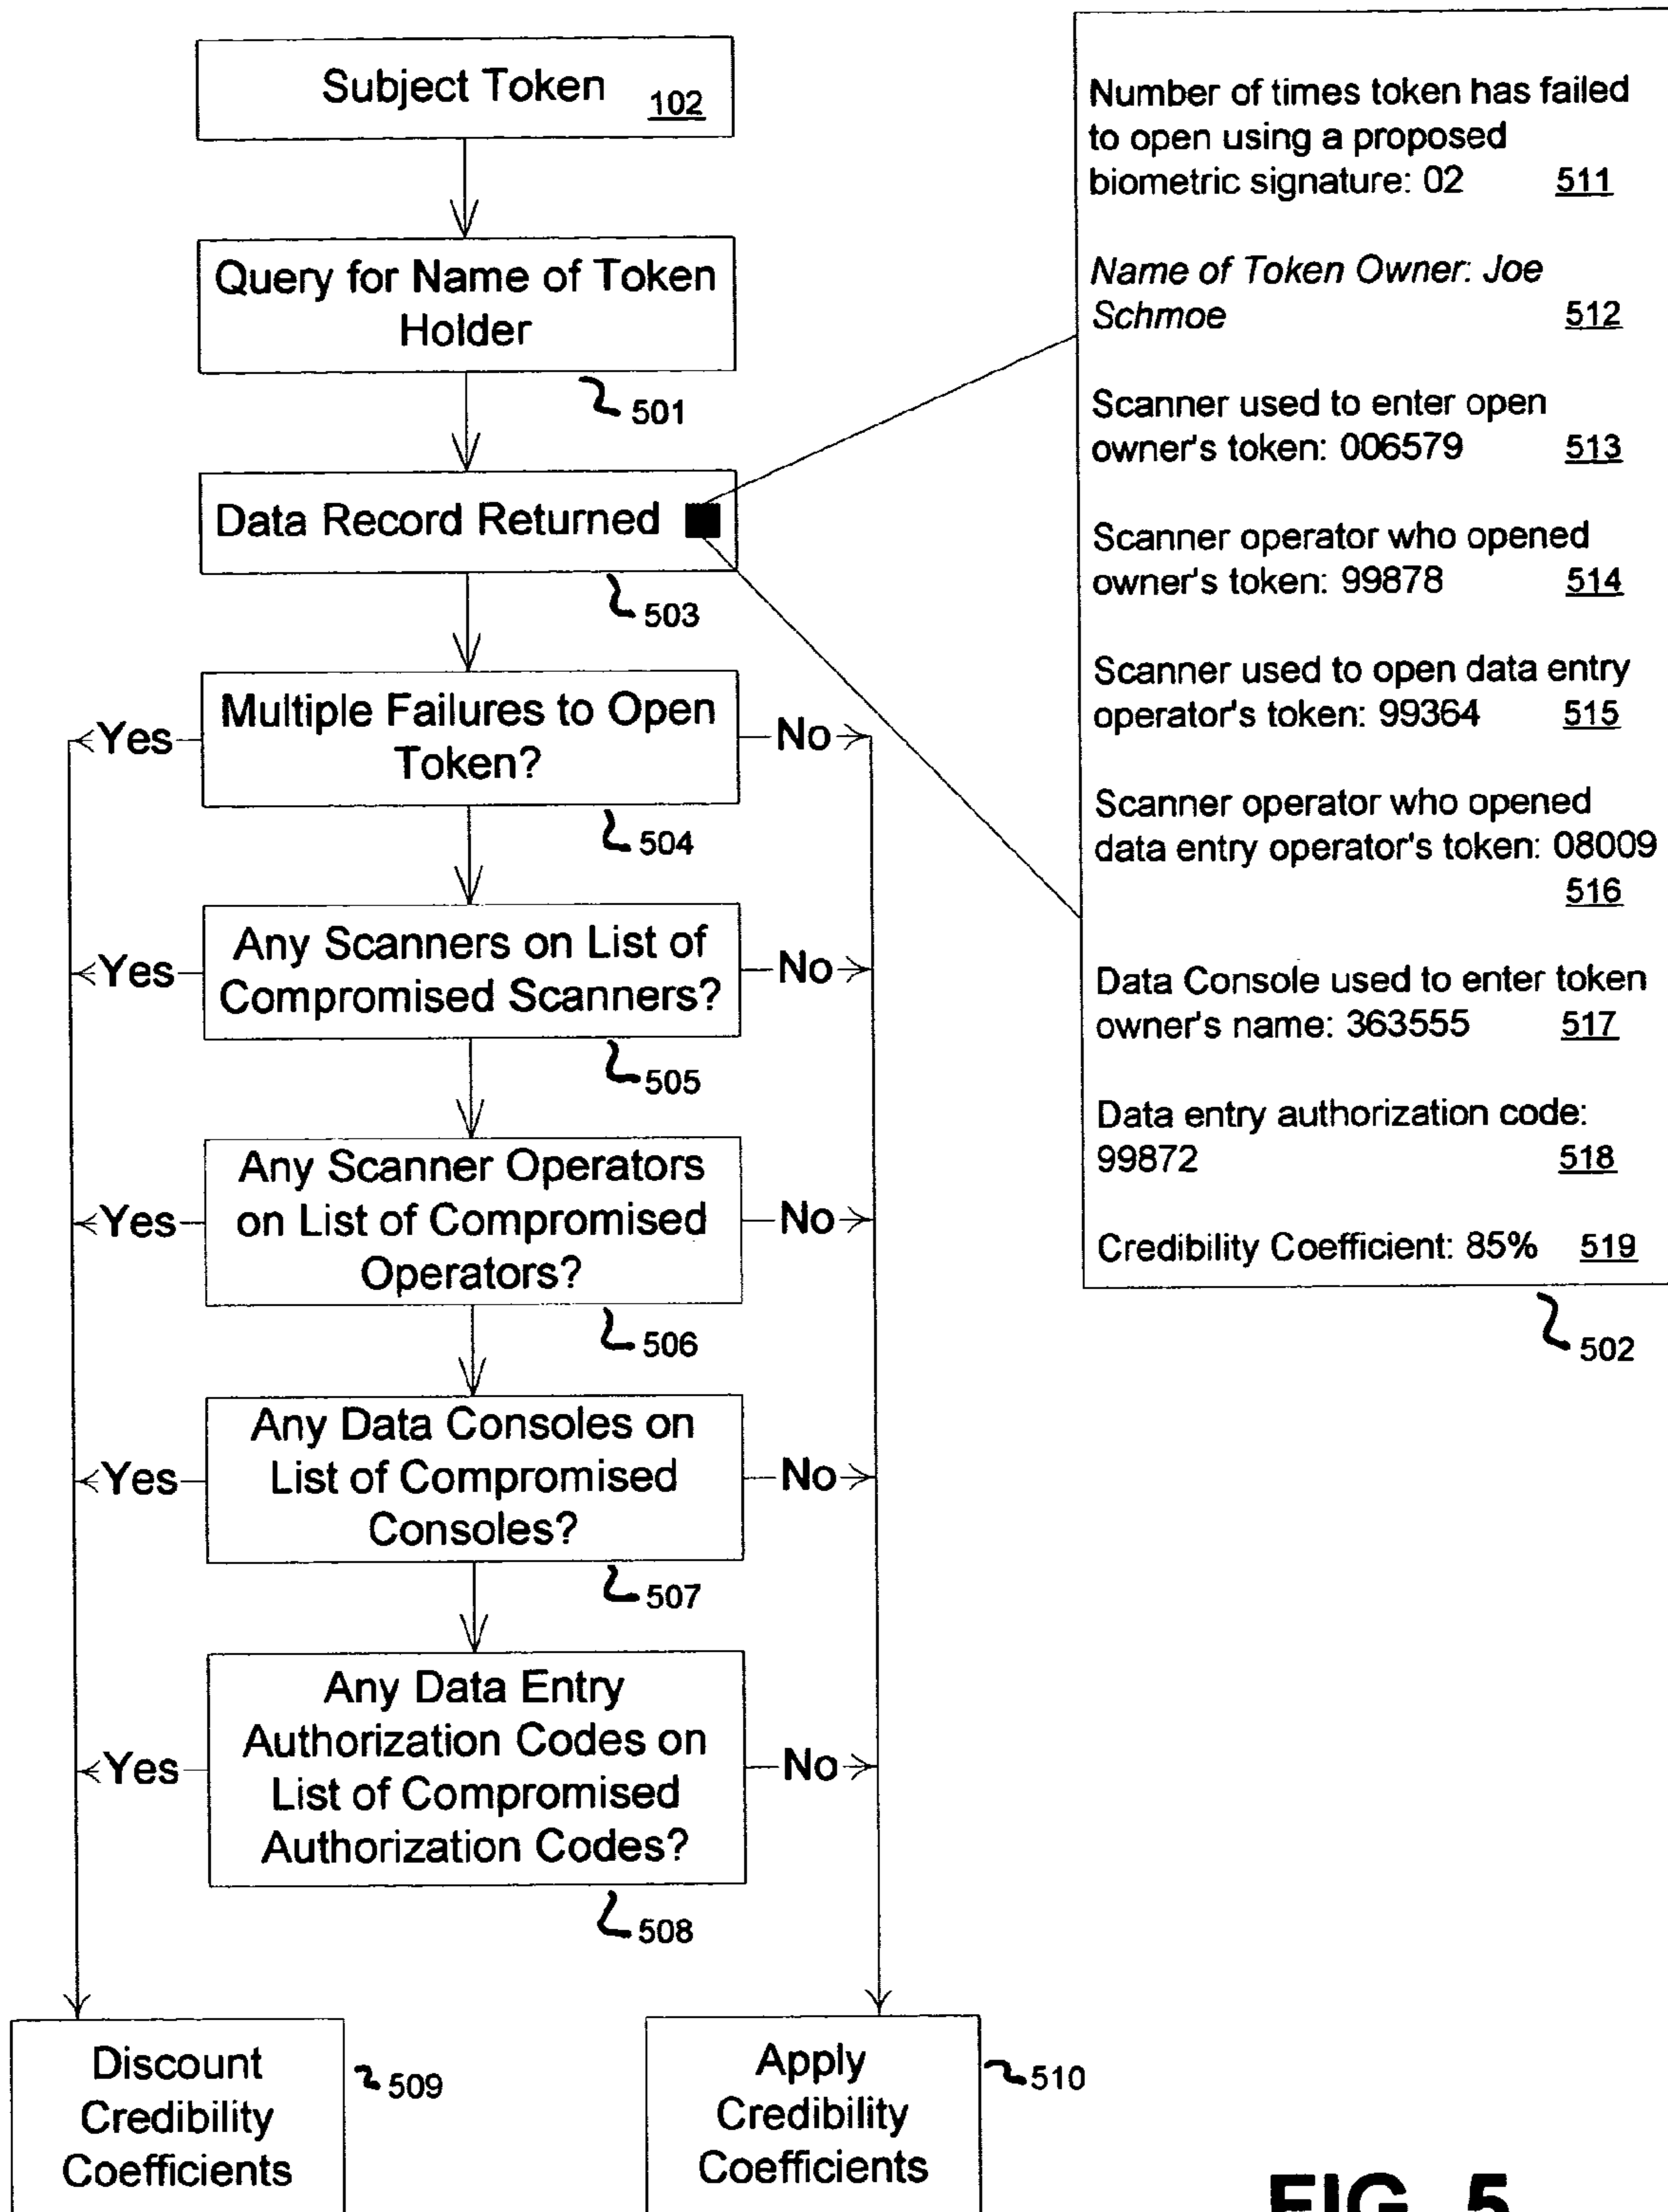 Subject Token 102
Query for Name of Token
Holder
501
Data Record Returned
503
Multiple Failures to Open
Token?
Yes
No
504
Any Scanners on List of
Compromised Scanners?
Yes
No
505
Any Scanner Operators
on List of Compromised
Operators?
Yes
No
506
Any Data Consoles on
List of Compromised
Consoles?
Yes
No
507
Any Data Entry
Authorization Codes on
List of Compromised
Authorization Codes?
Yes
No
508
Discount
Credibility
Coefficients
509
Apply
Credibility
Coefficients
510
Number of times token has failed
to open using a proposed
biometric signature: 02 511
Name of Token Owner: Joe
Schmoe 512
Scanner used to enter open
owner's token: 006579 513
Scanner operator who opened
owner's token: 99878 514
Scanner used to open data entry
operator's token: 99364 515
Scanner operator who opened
data entry operator's token: 08009
516
Data Console used to enter token
owner's name: 363555 517
Data entry authorization code:
99872 518
Credibility Coefficient: 85% 519
502
FIG. 5